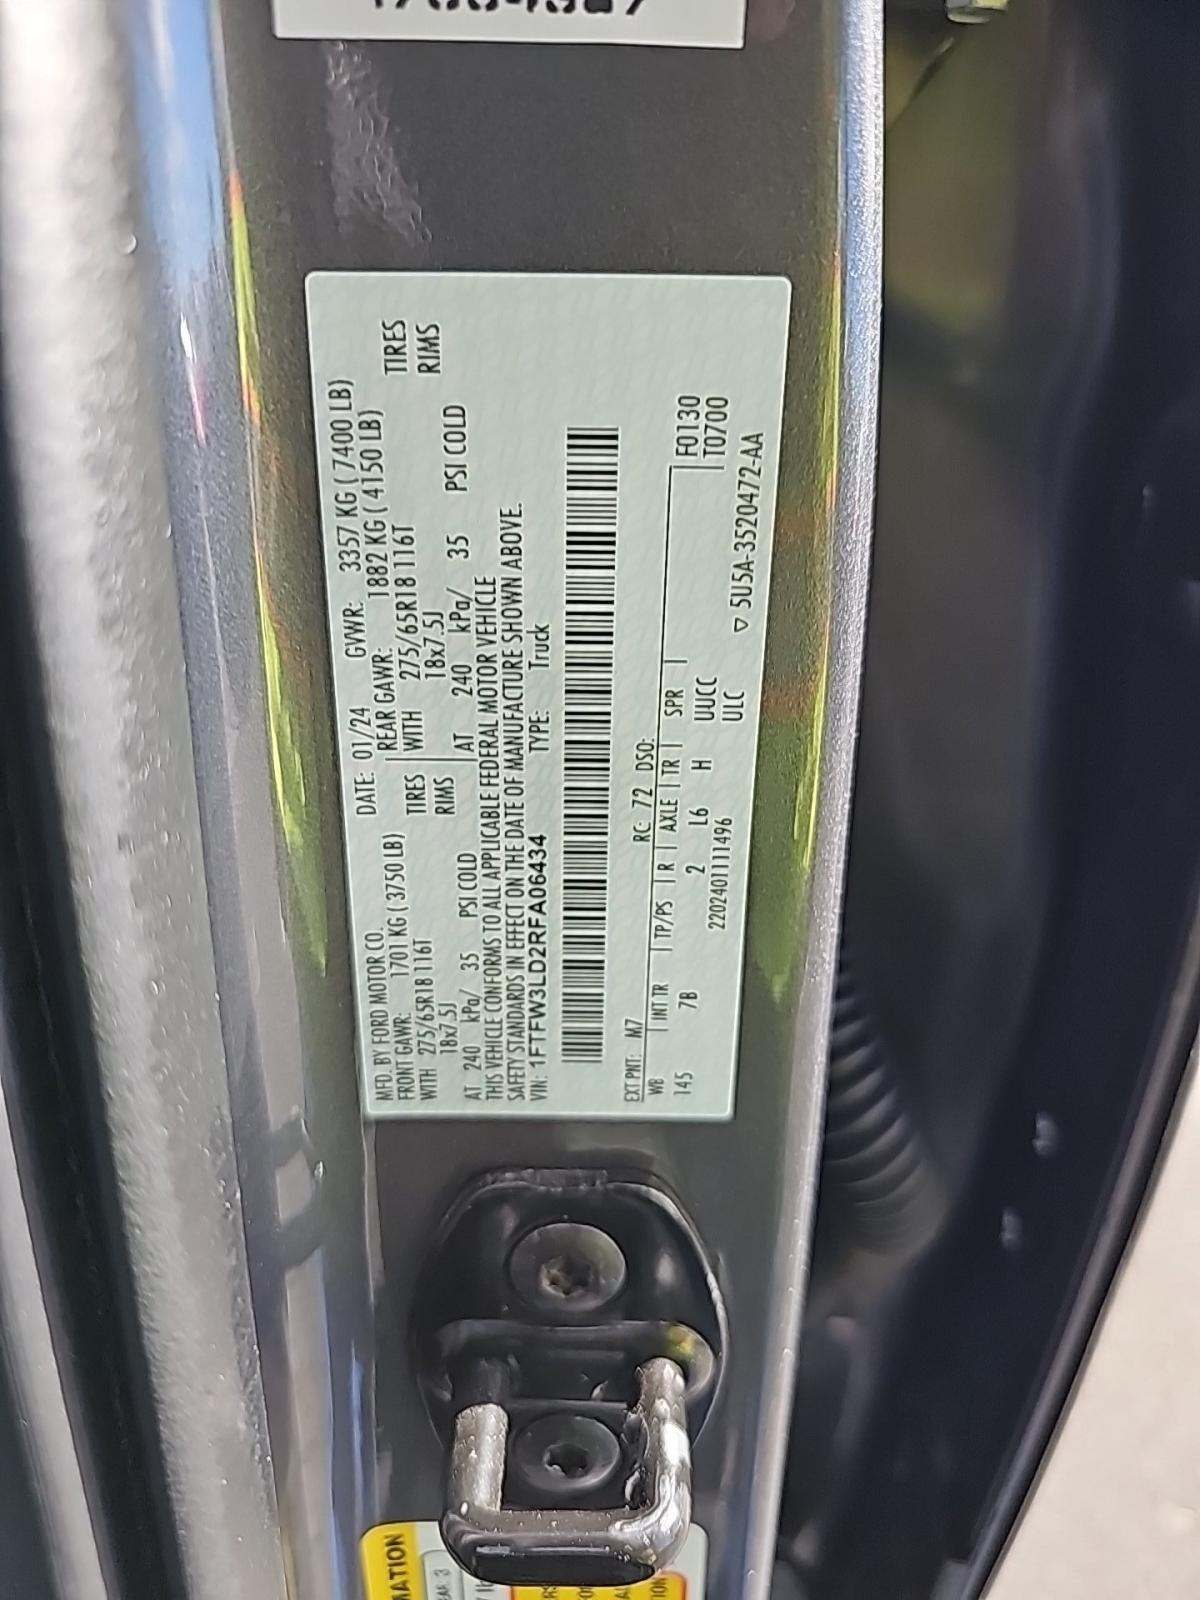 MFD. BY FORD MOTOR CO.
DATE: 01/24 GVWR: 3357 KG ( 7400 LB)
FRONT GAWR: 1701 KG ( 3750 LB)
REAR GAWR: 1882 KG ( 4150 LB)
WITH 275/65R18 116T TIRES
WITH 275/65R18 116T TIRES
18x7.5J RIMS
18x7.5J RIMS
AT 240 kPa/ 35 PSI COLD
AT 240 kPa/ 35 PSI COLD
THIS VEHICLE CONFORMS TO ALL APPLICABLE FEDERAL MOTOR VEHICLE
SAFETY STANDARDS IN EFFECT ON THE DATE OF MANUFACTURE SHOWN ABOVE.
VIN: 1FTFW3LD2RFA06434 TYPE: Truck
EXT PNT: M7 RC: 72 DSO:
WB INT TR TP/PS R AXLE TR SPR F0130
145 7B 2 L6 H UUCC T0700
220240111496 ULC ▽ 5U5A-3520472-AA
MATION